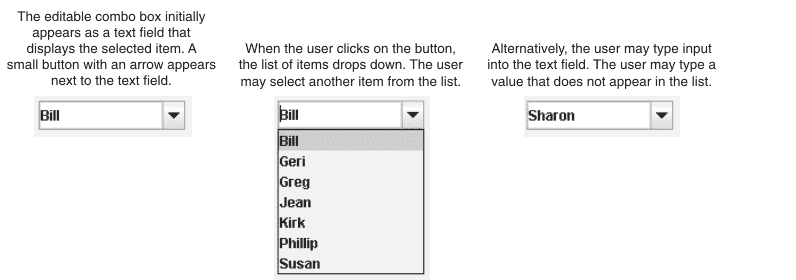 The editable combo box initially
appears as a text field that
displays the selected item. A
small button with an arrow appears
next to the text field.
Bill
When the user clicks on the button,
the list of items drops down. The user
may select another item from the list.
Bill
Bill
Geri
Greg
Jean
Kirk
Phillip
Susan
Alternatively, the user may type input
into the text field. The user may type a
value that does not appear in the list.
Sharon